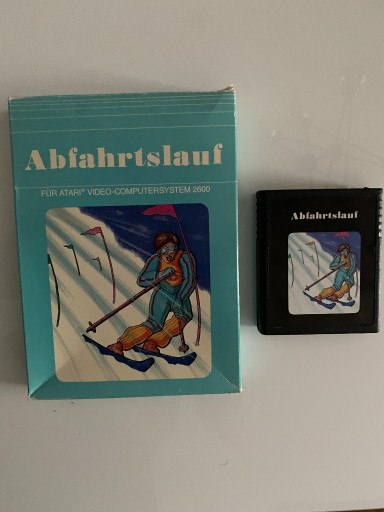 Abfahrtslauf
FÜR ATARI® VIDEO-COMPUTERSYSTEM 2600
Abfahrtslauf